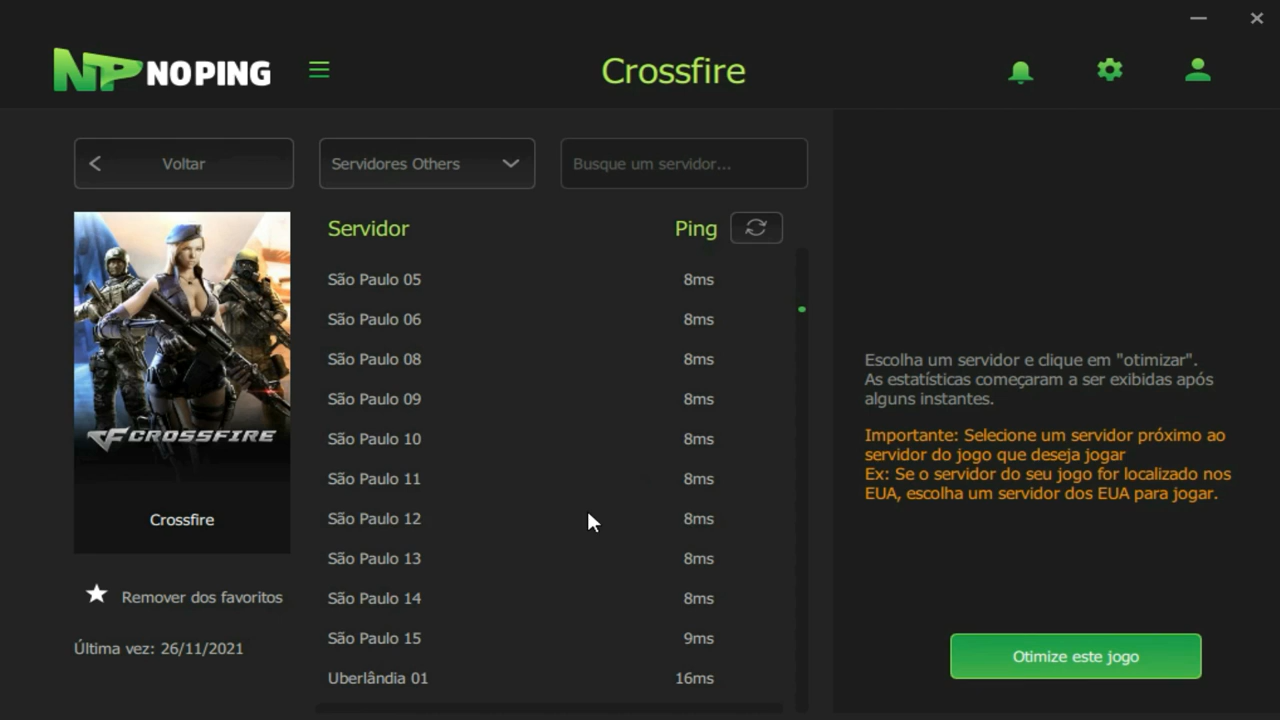 NP NOPING
Crossfire
Voltar
Servidores Others
Busque um servidor...
CF CROSSFIRE
Crossfire
Remover dos favoritos
Última vez: 26/11/2021
Servidor Ping
São Paulo 05 8ms
São Paulo 06 8ms
São Paulo 08 8ms
São Paulo 09 8ms
São Paulo 10 8ms
São Paulo 11 8ms
São Paulo 12 8ms
São Paulo 13 8ms
São Paulo 14 8ms
São Paulo 15 9ms
Uberlândia 01 16ms
Escolha um servidor e clique em "otimizar".
As estatísticas começaram a ser exibidas após
alguns instantes.
Importante: Selecione um servidor próximo ao
servidor do jogo que deseja jogar
Ex: Se o servidor do seu jogo for localizado nos
EUA, escolha um servidor dos EUA para jogar.
Otimize este jogo